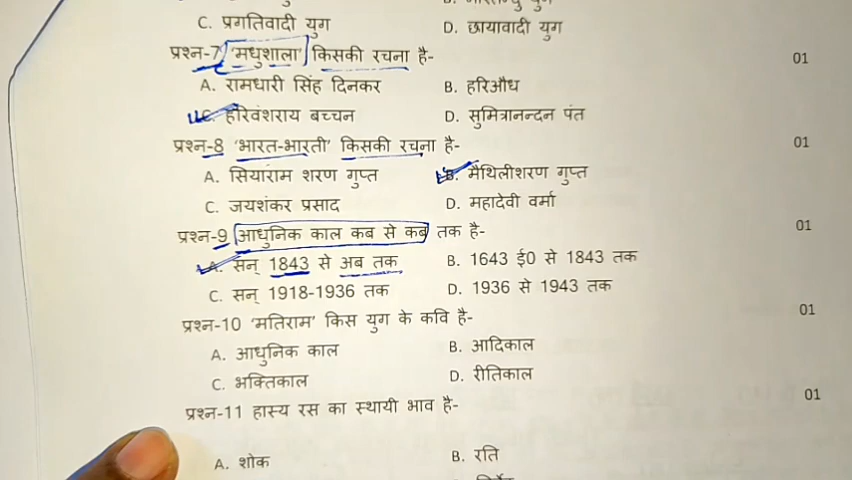 C. प्रगतिवादी युग D. छायावादी युग
प्रश्न-7 'मधुशाला' किसकी रचना है- 01
A. रामधारी सिंह दिनकर B. हरिऔध
C. हरिवंशराय बच्चन D. सुमित्रानन्दन पंत
प्रश्न-8 'भारत-भारती' किसकी रचना है- 01
A. सियाराम शरण गुप्त B. मैथिलीशरण गुप्त
C. जयशंकर प्रसाद D. महादेवी वर्मा
प्रश्न-9 आधुनिक काल कब से कब तक है- 01
A. सन् 1843 से अब तक B. 1643 ई0 से 1843 तक
C. सन् 1918-1936 तक D. 1936 से 1943 तक
प्रश्न-10 'मतिराम' किस युग के कवि है- 01
A. आधुनिक काल B. आदिकाल
C. भक्तिकाल D. रीतिकाल
प्रश्न-11 हास्य रस का स्थायी भाव है- 01
A. शोक B. रति